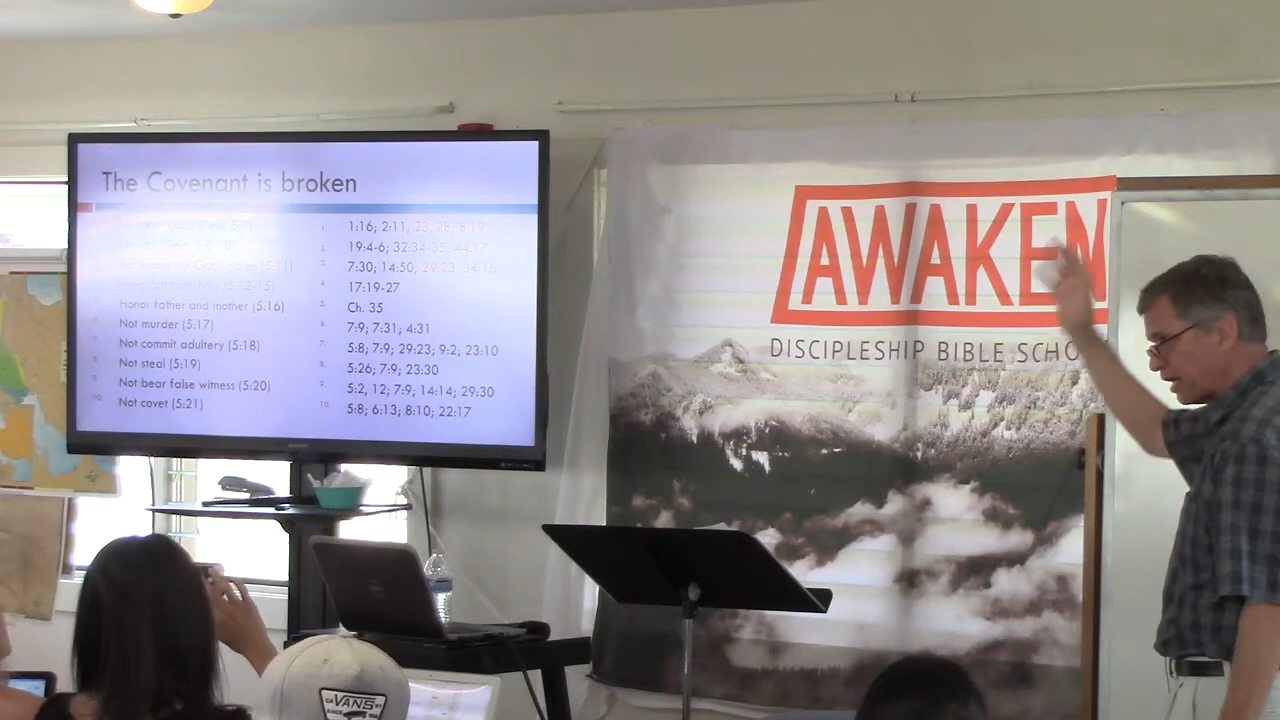 The Covenant is broken
Honor father and mother (5:16)
Not murder (5:17)
Not commit adultery (5:18)
Not steal (5:19)
Not bear false witness (5:20)
Not covet (5:21)
1:16; 2:11, 23, 28; 8:19
19:4-6; 32:34-35; 44:17
7:30; 14:50; 29:23; 34:16
17:19-27
Ch. 35
7:9; 7:31; 4:31
5:8; 7:9; 29:23; 9:2; 23:10
5:26; 7:9; 23:30
5:2, 12; 7:9; 14:14; 29:30
5:8; 6:13; 8:10; 22:17
AWAKEN
DISCIPLESHIP BIBLE SCHO
VANS